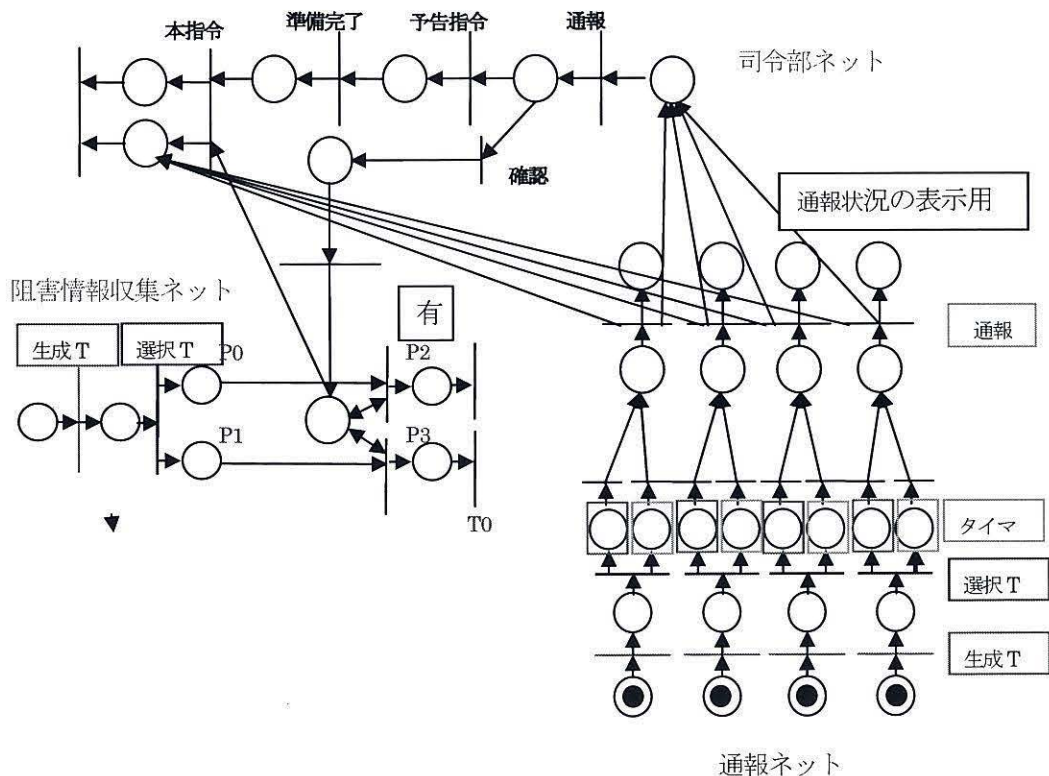 本指令
準備完了
予告指令
通報
司令部ネット
確認
通報状況の表示用
阻害情報収集ネット
有
通報
生成T
選択T
P0
P2
P1
P3
T0
タイマ
選択T
生成T
通報ネット